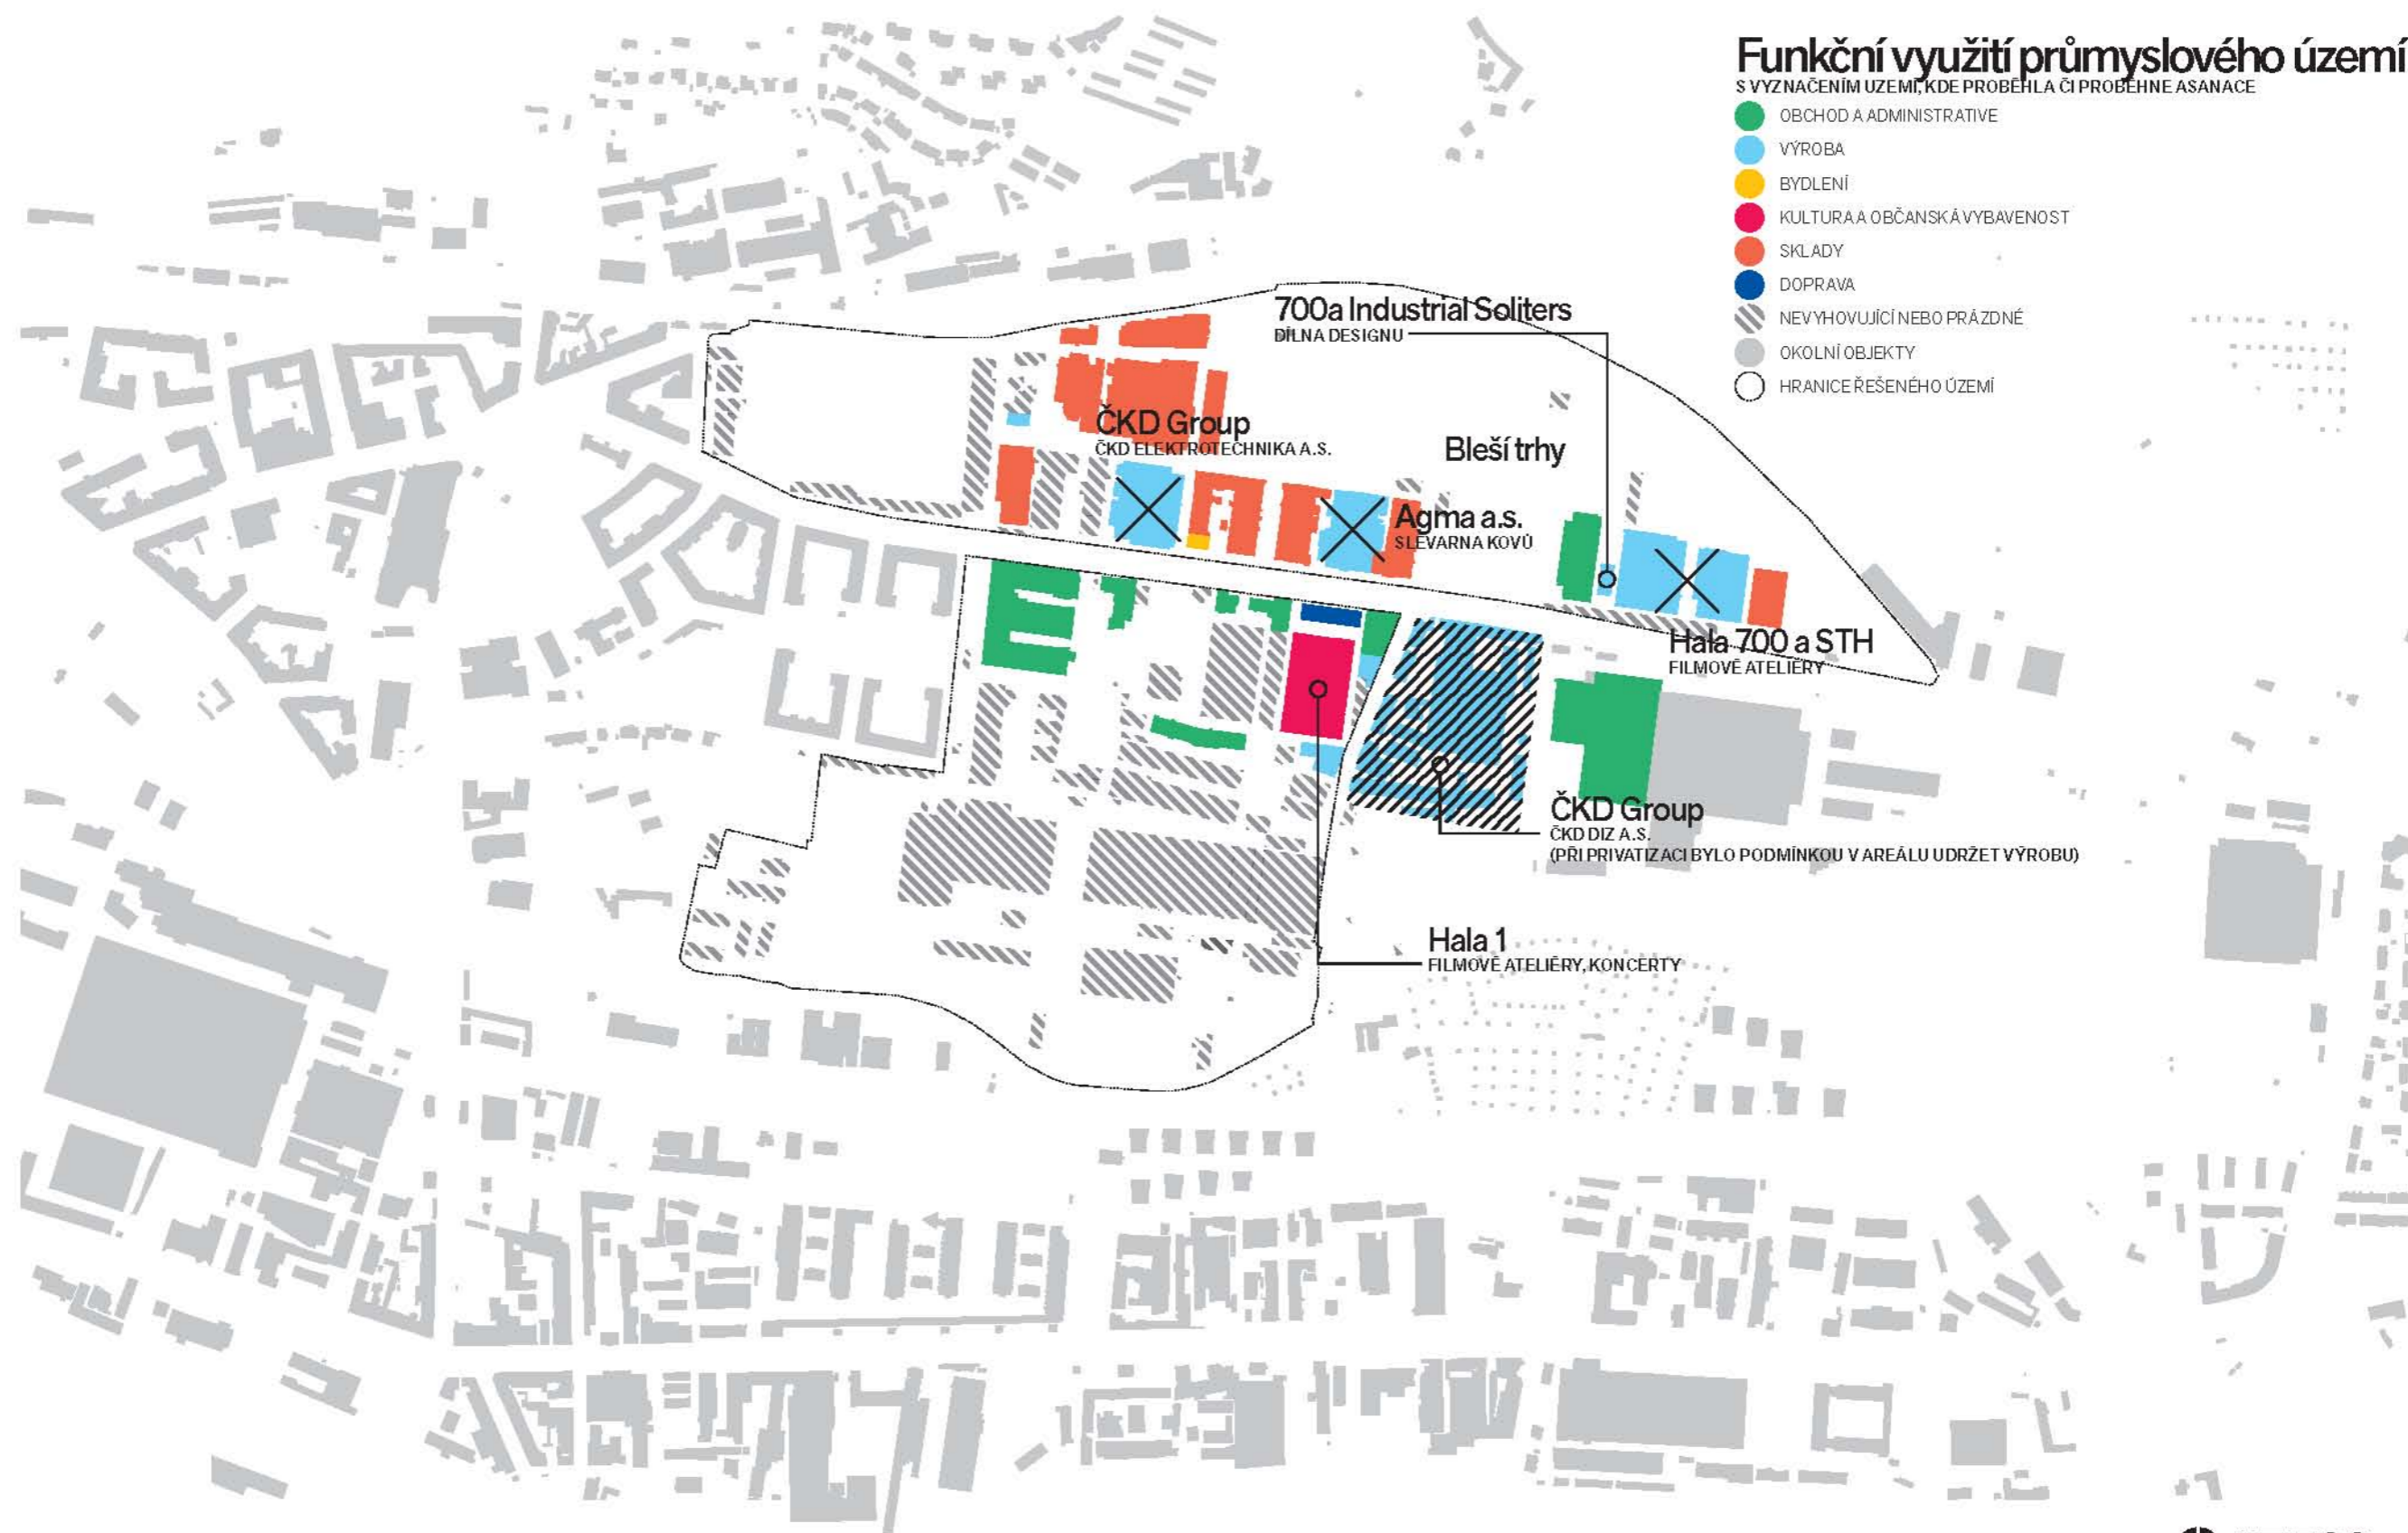 Funkční využití průmyslového území
S VYZNAČENÍM UZEMÍ, KDE PROBĚHLA ČI PROBĚHNE ASANACE
OBCHOD A ADMINISTRATIVE
VÝROBA
BYDLENÍ
KULTURA A OBČANSKÁ VYBAVENOST
SKLADY
DOPRAVA
NEVYHOVUJÍCÍ NEBO PRÁZDNÉ
OKOLNÍ OBJEKTY
HRANICE ŘEŠENÉHO ÚZEMÍ
700a Industrial Soliters
DÍLNA DESIGNU
ČKD Group
ČKD ELEKTROTECHNIKA A.S.
Bleší trhy
Agma a.s.
SLÉVARNA KOVŮ
Hala 700 a STH
FILMOVÉ ATELIÉRY
ČKD Group
ČKD DIZ A.S.
(PŘI PRIVATIZACI BYLO PODMÍNKOU V AREÁLU UDRŽET VÝROBU)
Hala 1
FILMOVÉ ATELIÉRY, KONCERTY